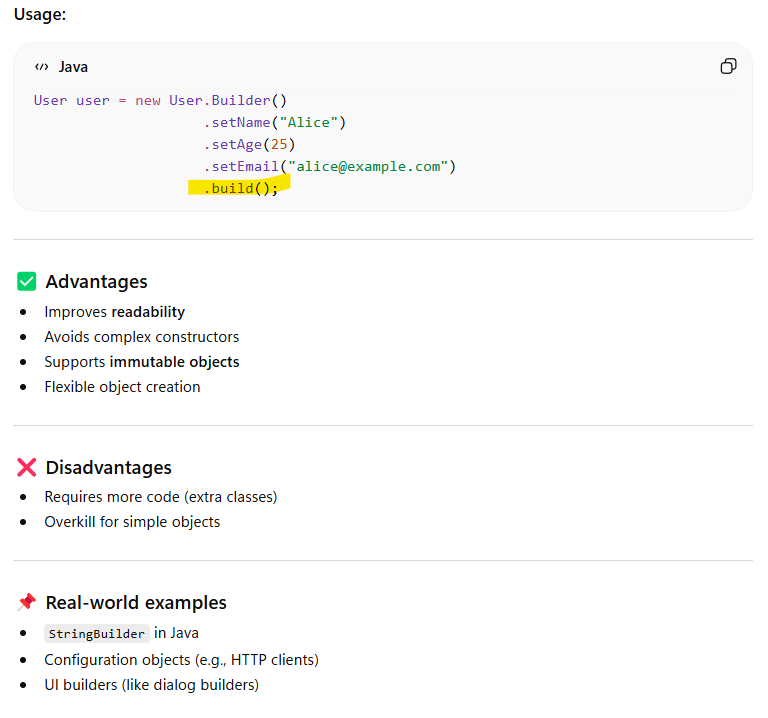 Usage:
Java
User user = new User.Builder()
.setName("Alice")
.setAge(25)
.setEmail("alice@example.com")
.build();
Advantages
Improves readability
Avoids complex constructors
Supports immutable objects
Flexible object creation
Disadvantages
Requires more code (extra classes)
Overkill for simple objects
Real-world examples
StringBuilder in Java
Configuration objects (e.g., HTTP clients)
UI builders (like dialog builders)